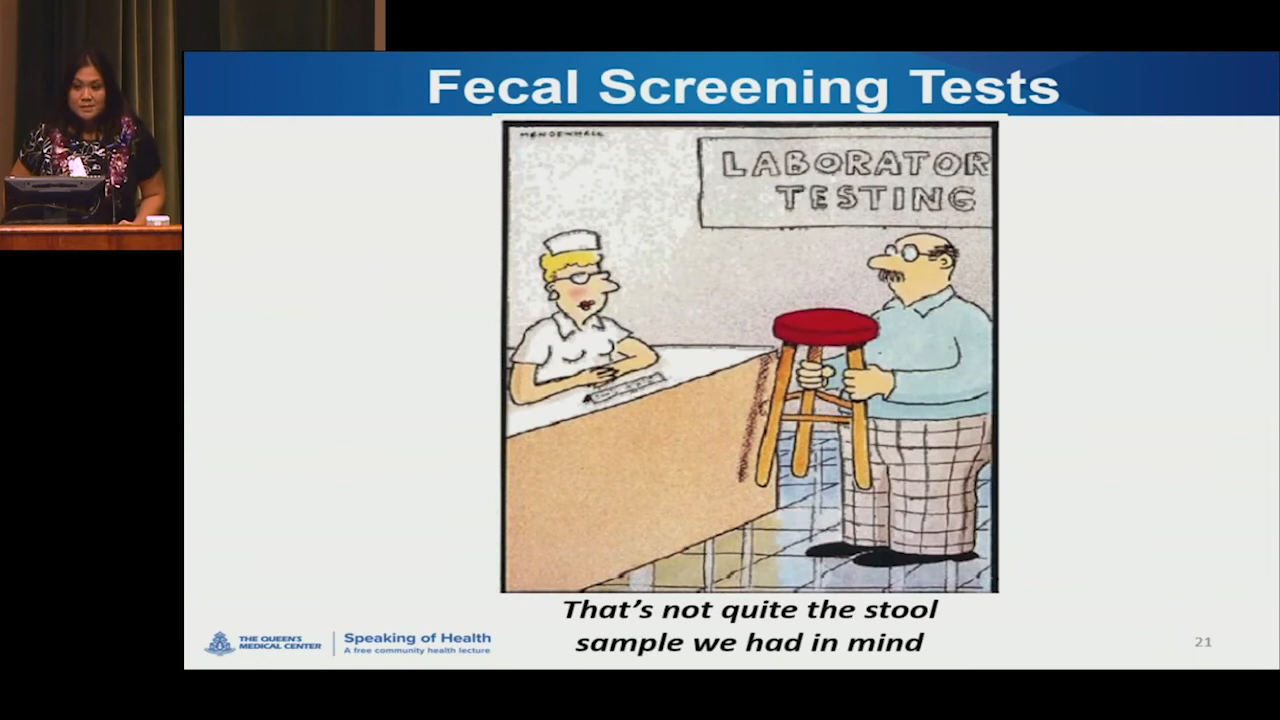 Fecal Screening Tests
MENDENHALL
LABORATOR
TESTING
That's not quite the stool
sample we had in mind
THE QUEEN'S
MEDICAL CENTER
Speaking of Health
A free community health lecture
21